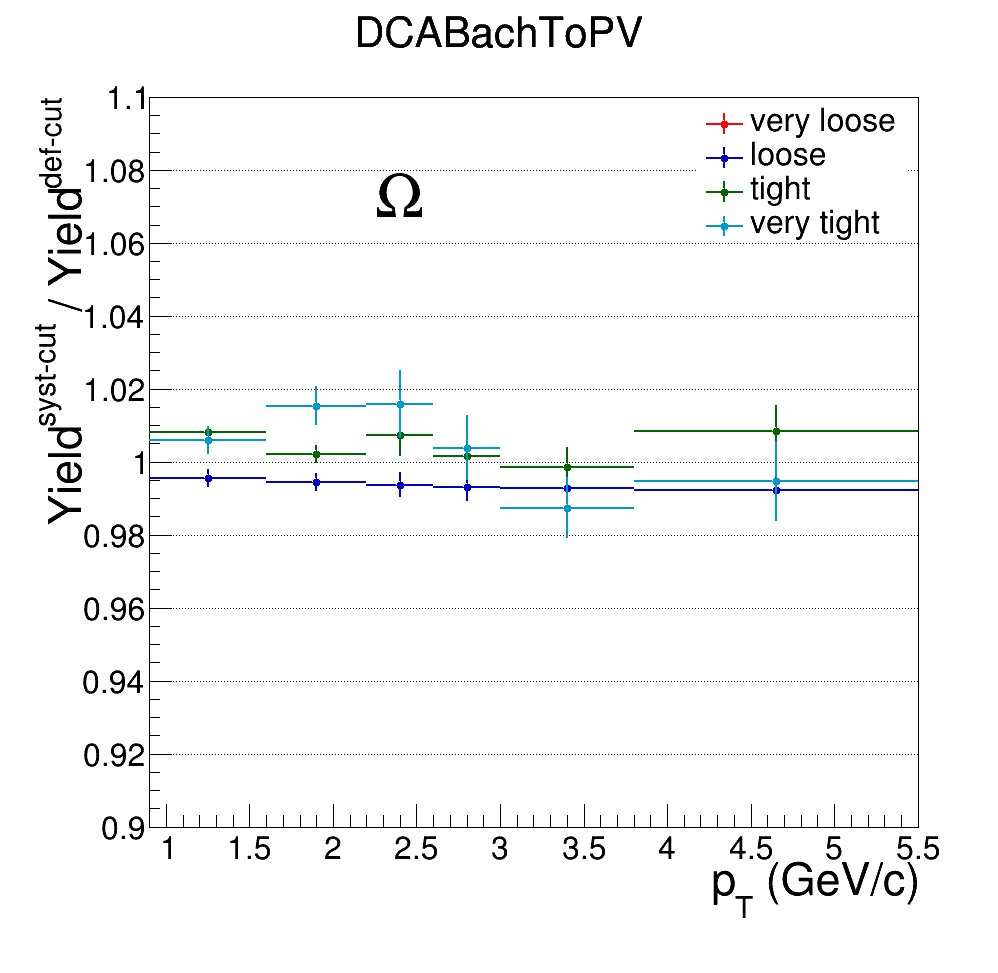 DCABachToPV
Yield^syst-cut / Yield^def-cut
1.1
1.08
1.06
1.04
1.02
1
0.98
0.96
0.94
0.92
0.9
Ω
very loose
loose
tight
very tight
1 1.5 2 2.5 3 3.5 4 4.5 5 5.5
p_T (GeV/c)